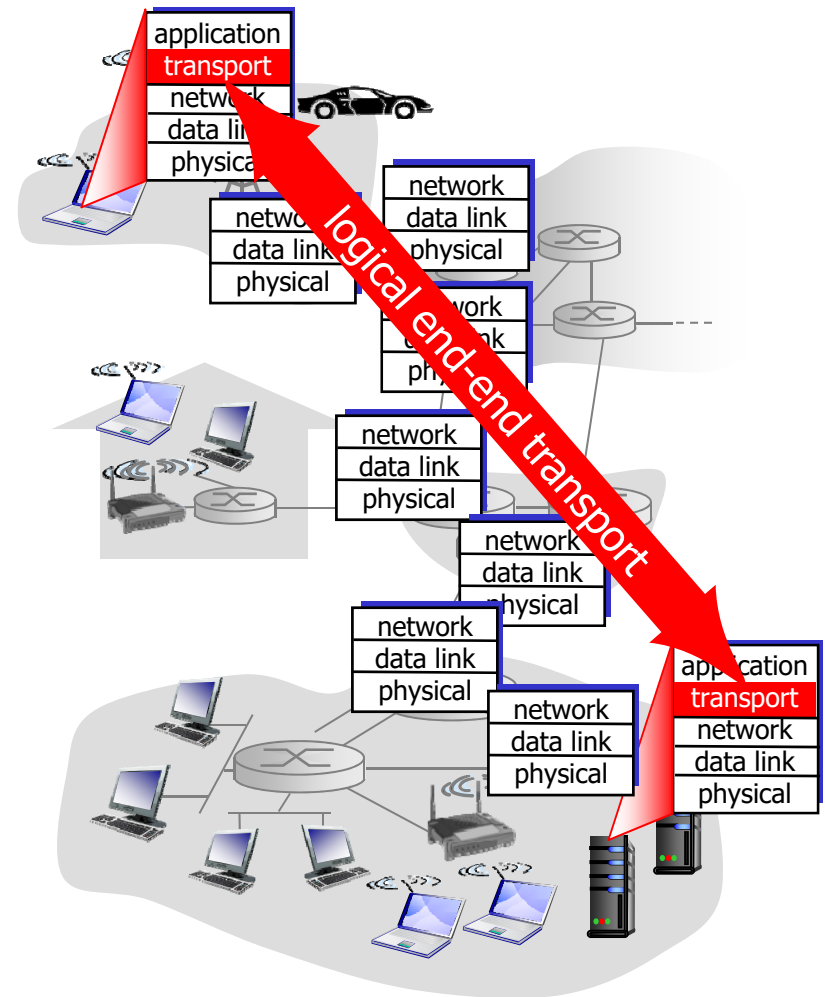 application
transport
network
data link
physical
network
data link
physical
network
data link
physical
network
data link
physical
logical end-end transport
network
data link
physical
network
data link
physical
network
data link
physical
network
data link
physical
application
transport
network
data link
physical